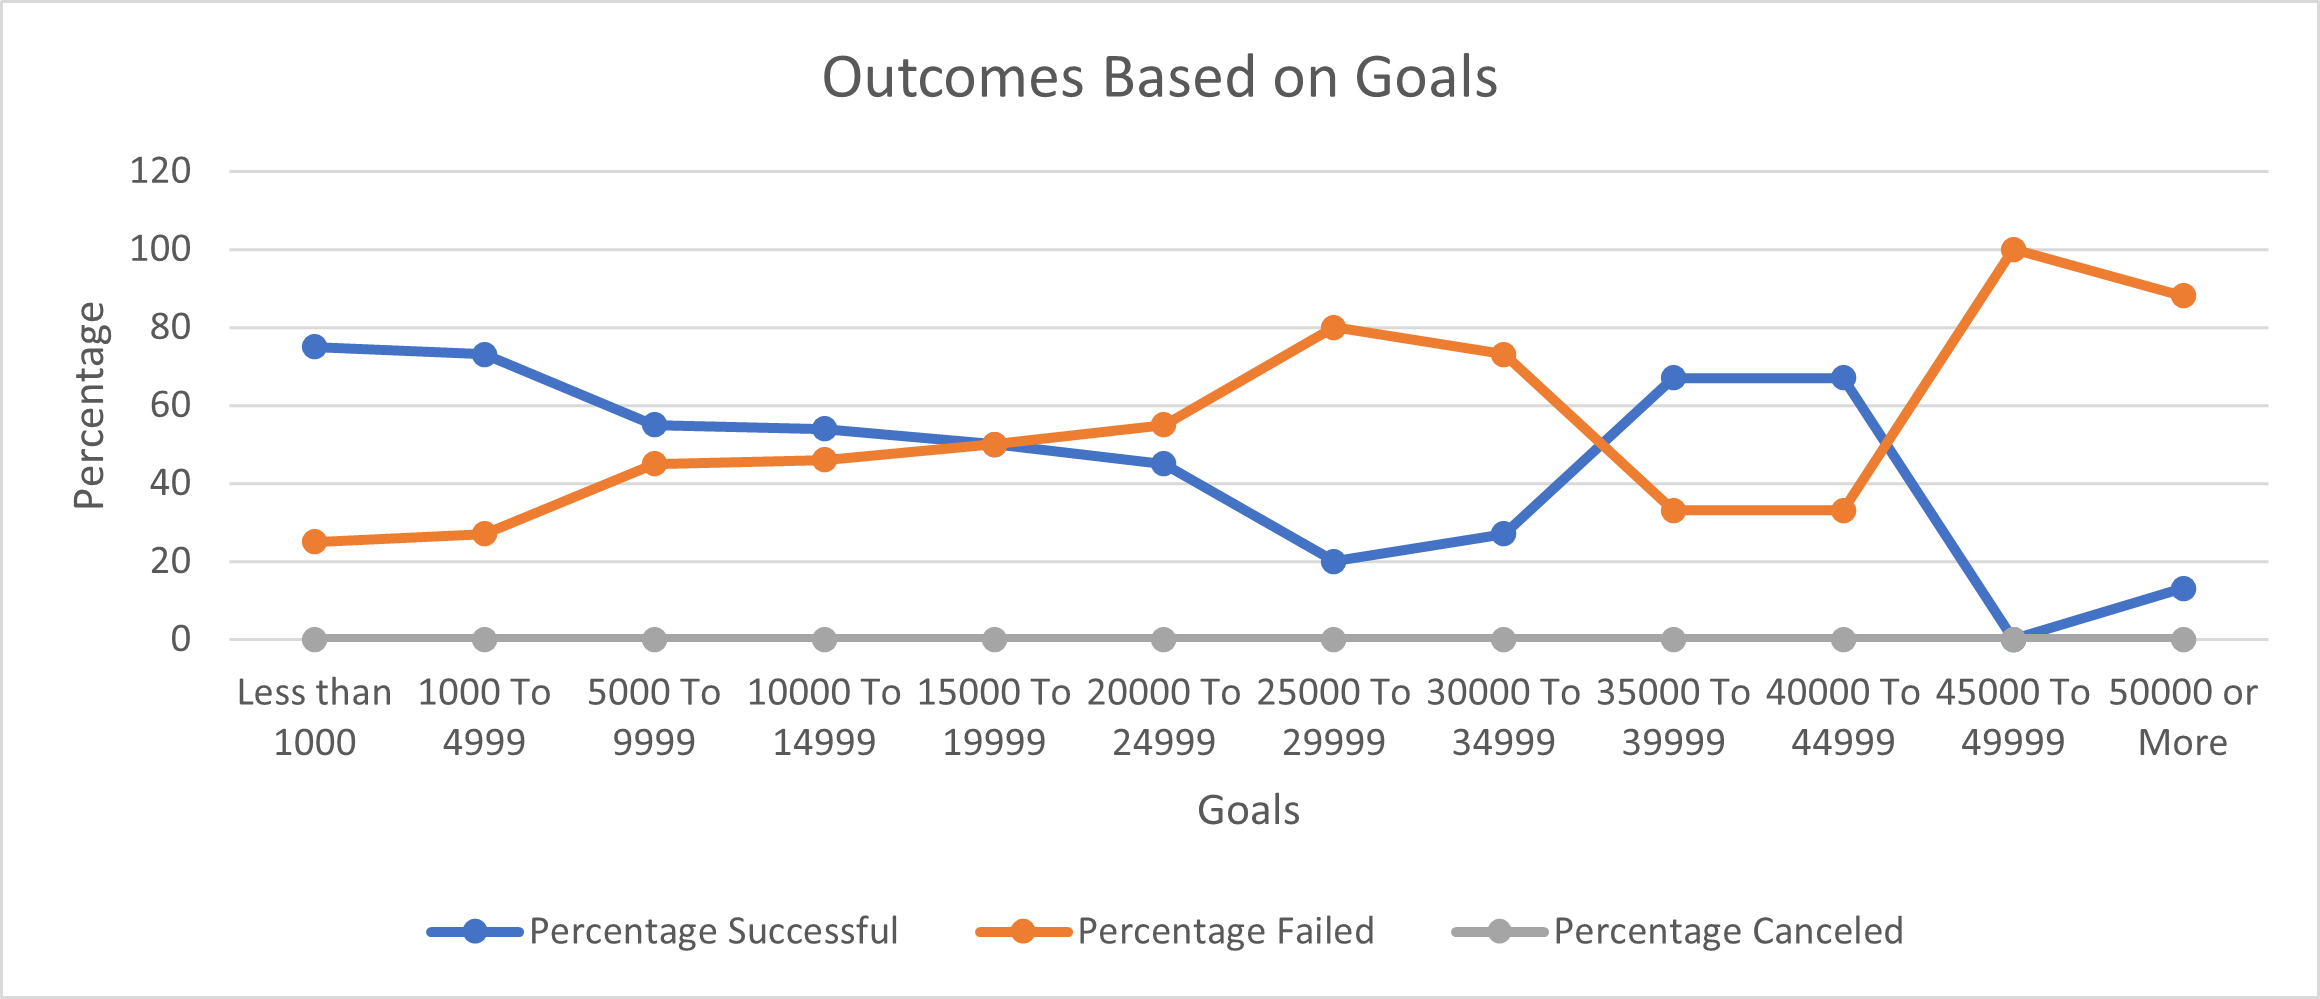 Outcomes Based on Goals
120
100
80
60
40
20
0
Percentage
Less than 1000 To 5000 To 10000 To 15000 To 20000 To 25000 To 30000 To 35000 To 40000 To 45000 To 50000 or
1000 4999 9999 14999 19999 24999 29999 34999 39999 44999 49999 More
Goals
Percentage Successful Percentage Failed Percentage Canceled